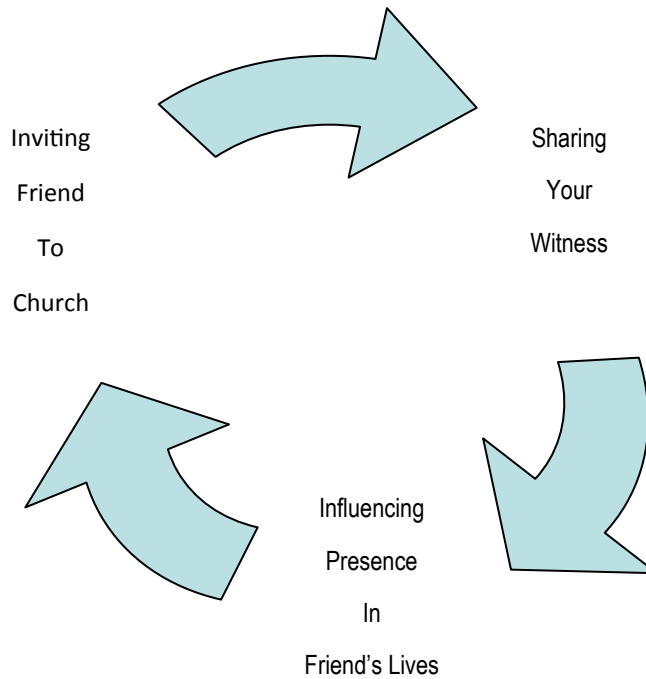 Inviting
Friend
To
Church
Sharing
Your
Witness
Influencing
Presence
In
Friend’s Lives